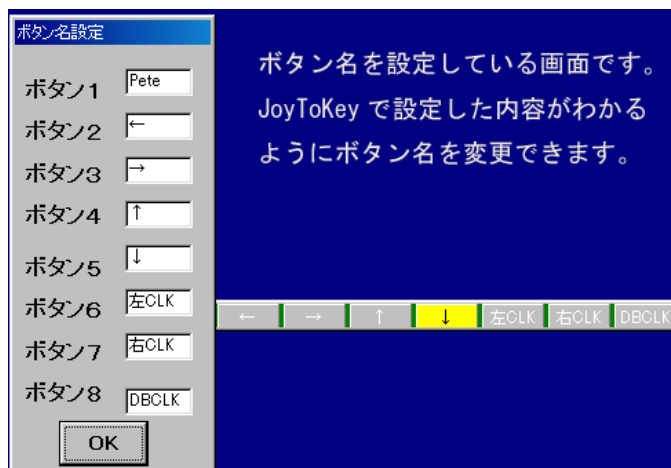 ボタン名設定
ボタン1 Pete
ボタン2 ←
ボタン3 →
ボタン4 ↑
ボタン5 ↓
ボタン6 左CLK
ボタン7 右CLK
ボタン8 DBCLK
OK
ボタン名を設定している画面です。
JoyToKey で設定した内容がわかる
ようにボタン名を変更できます。
← → ↑ ↓ 左CLK 右CLK DBCLK